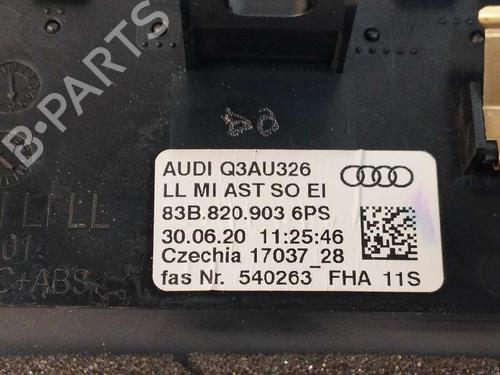 B-PARTS
AUDI Q3AU326
LL MI AST SO EI
83B.820.903 6PS
30.06.20 11:25:46
Czechia 17037_28
fas Nr. 540263 FHA 11S
C+ABS